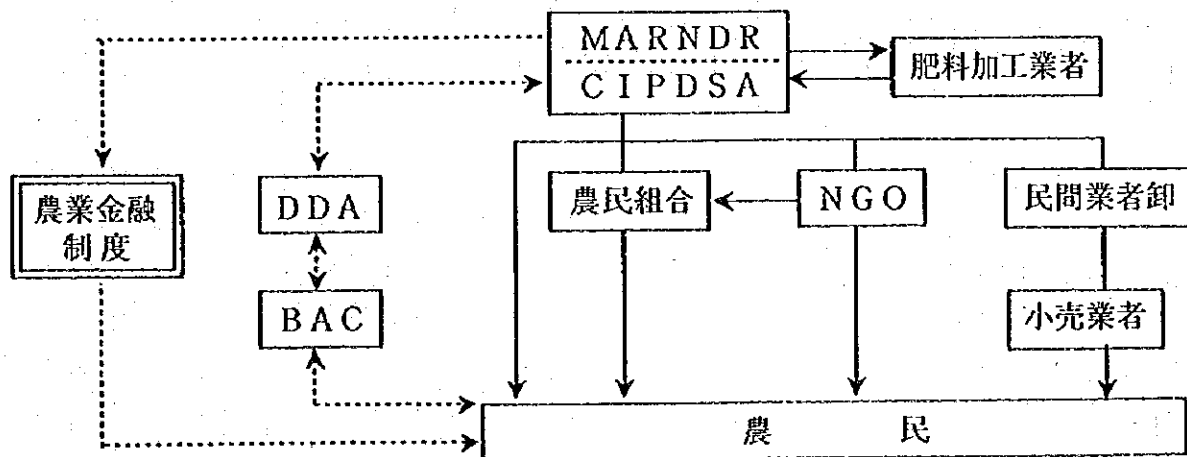 MARNDR
CIPDSA
肥料加工業者
農業金融
制度
DDA
農民組合
NGO
民間業者卸
BAC
小売業者
農民